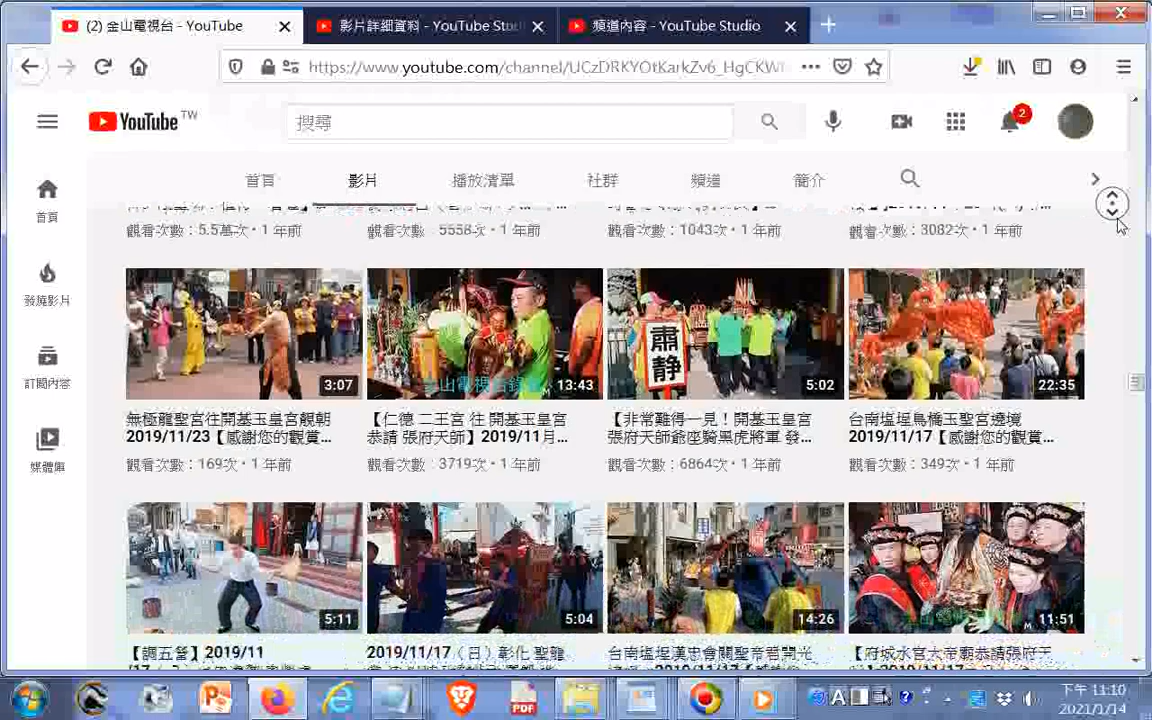 (2) 金山電視台 - YouTube
影片詳細資料 - YouTube Stu
頻道內容 - YouTube Studio
https://www.youtube.com/channel/UCzDRKYOtKarkZv6_HgCKW
YouTube TW
搜尋
2
首頁
影片
播放清單
社群
頻道
簡介
首頁
發燒影片
訂閱內容
媒體櫃
觀看次數：5.5萬次・1 年前
觀看次數：5558次・1 年前
觀看次數：1043次・1 年前
觀看次數：3082次・1 年前
3:07
13:43
肅靜
5:02
22:35
無極龍聖宮往開基玉皇宮覲朝
2019/11/23【感謝您的觀賞...
觀看次數：169次・1 年前
【仁德 二王宮 往 開基玉皇宮
恭請 張府天師】2019/11月...
觀看次數：3719次・1 年前
【非常難得一見！開基玉皇宮
張府天師爺座騎黑虎將軍 發...
觀看次數：6864次・1 年前
台南塩埕鳥橋玉聖宮遶境
2019/11/17【感謝您的觀賞...
觀看次數：349次・1 年前
5:11
5:04
14:26
11:51
【調五營】2019/11
2019/11/17（日）彰化 聖龍
台南塩埕漢忠會關聖帝君開光
【府城水官大帝廟恭請張府天
PDF
下午 11:10
2021/1/14